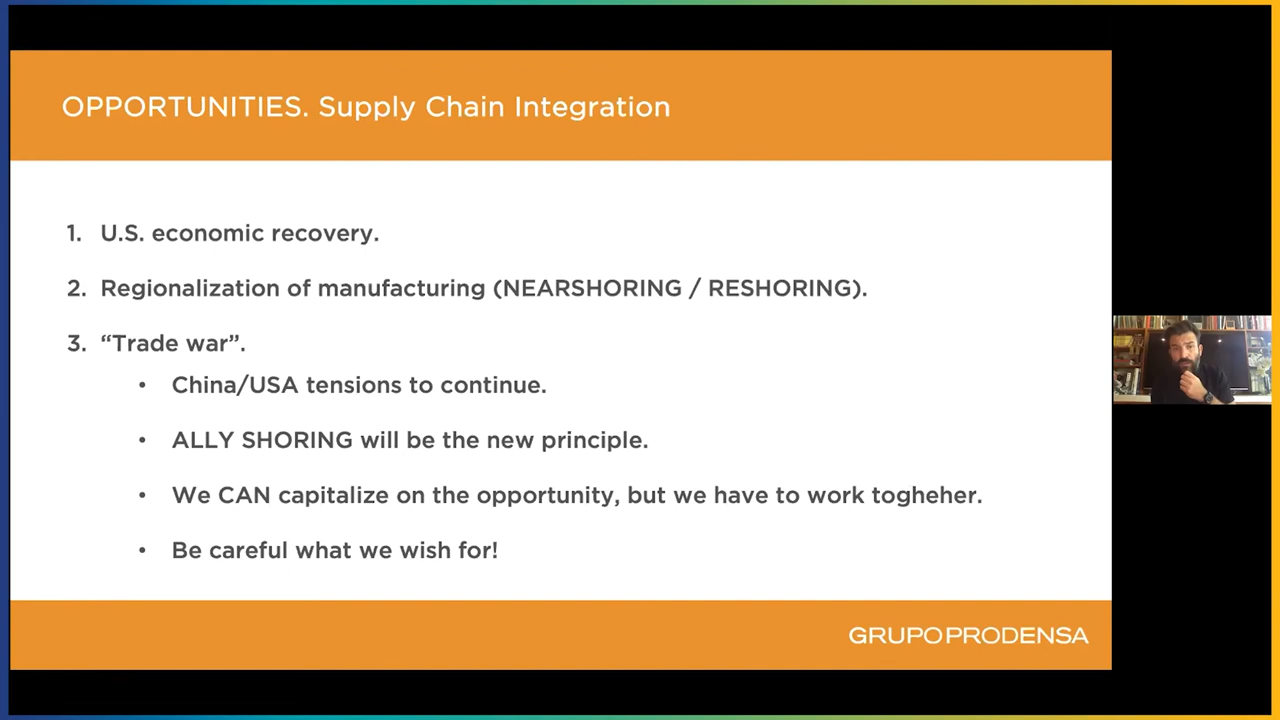 OPPORTUNITIES. Supply Chain Integration
1. U.S. economic recovery.
2. Regionalization of manufacturing (NEARSHORING / RESHORING).
3. “Trade war”.
• China/USA tensions to continue.
• ALLY SHORING will be the new principle.
• We CAN capitalize on the opportunity, but we have to work togheher.
• Be careful what we wish for!
GRUPO PRODENSA